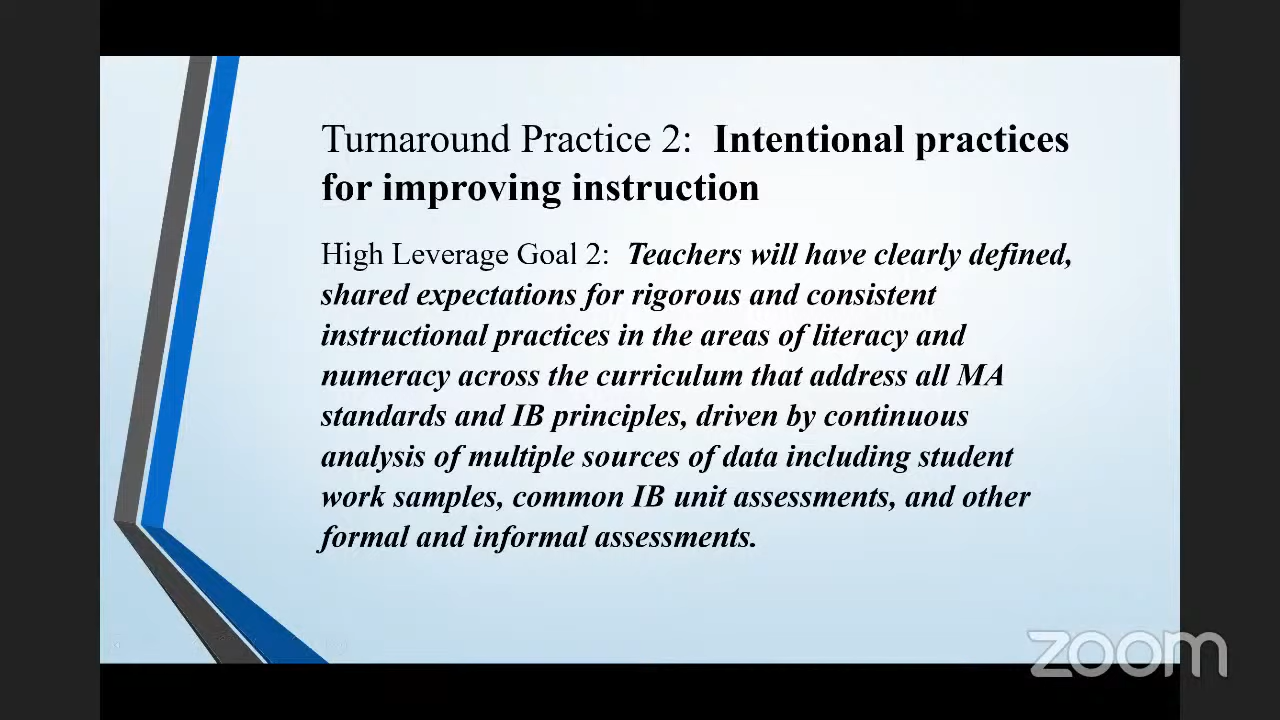 Turnaround Practice 2: Intentional practices
for improving instruction
High Leverage Goal 2: Teachers will have clearly defined,
shared expectations for rigorous and consistent
instructional practices in the areas of literacy and
numeracy across the curriculum that address all MA
standards and IB principles, driven by continuous
analysis of multiple sources of data including student
work samples, common IB unit assessments, and other
formal and informal assessments.
zoom